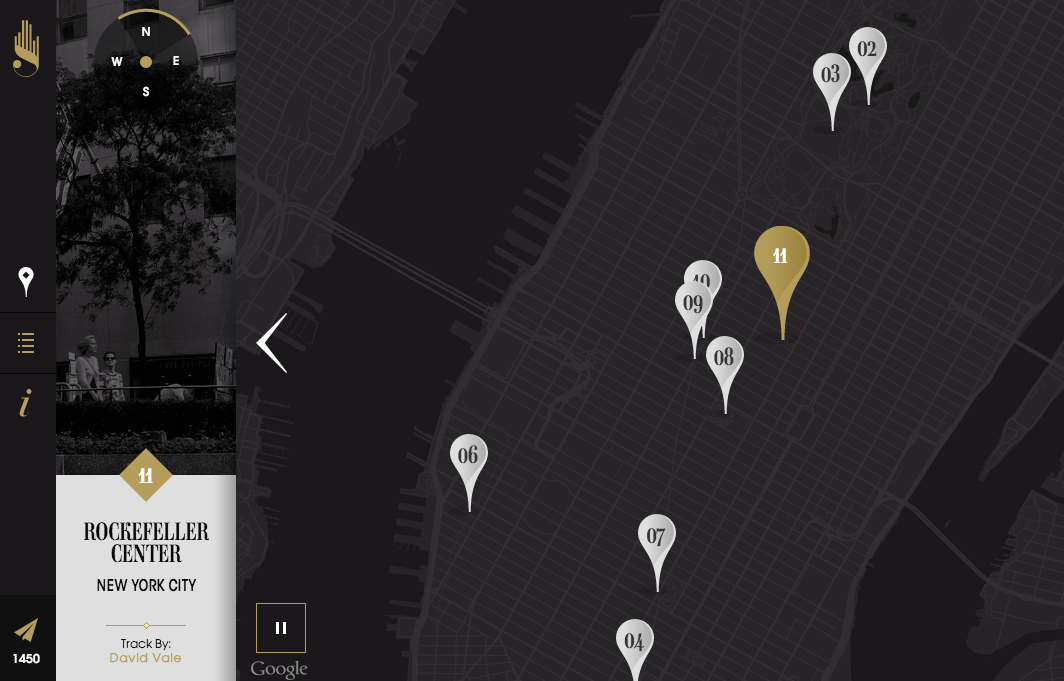 N
W E
S
02
03
11
10
09
08
06
07
04
11
ROCKEFELLER
CENTER
NEW YORK CITY
Track By:
David Vale
1450
i
Google